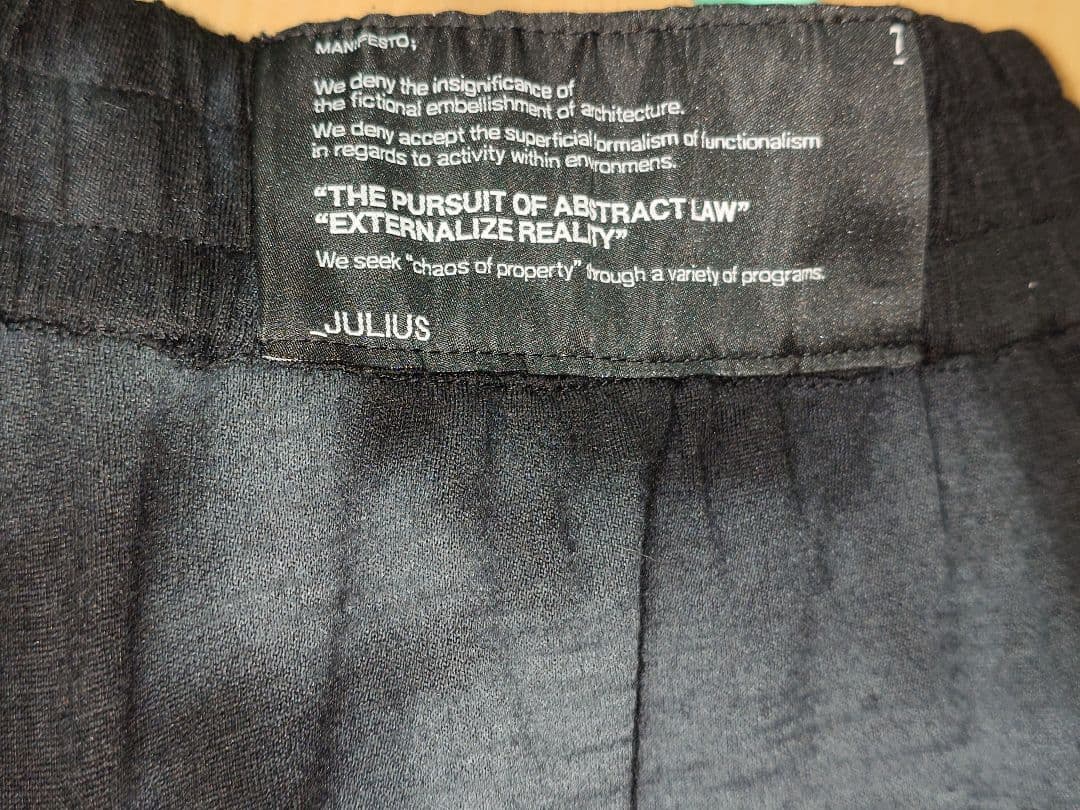 MANIFESTO;
1
We deny the insignificance of
the fictional embellishment of architecture.
We deny accept the superficial formalism of functionalism
in regards to activity within environmens.
“THE PURSUIT OF ABSTRACT LAW”
“EXTERNALIZE REALITY”
We seek “chaos of property” through a variety of programs.
_JULIUS